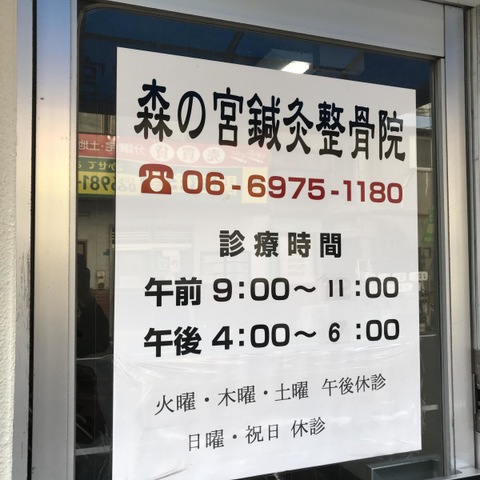 森の宮鍼灸整骨院
☎06-6975-1180
診療時間
午前 9:00～11:00
午後 4:00～6:00
火曜・木曜・土曜 午後休診
日曜・祝日 休診